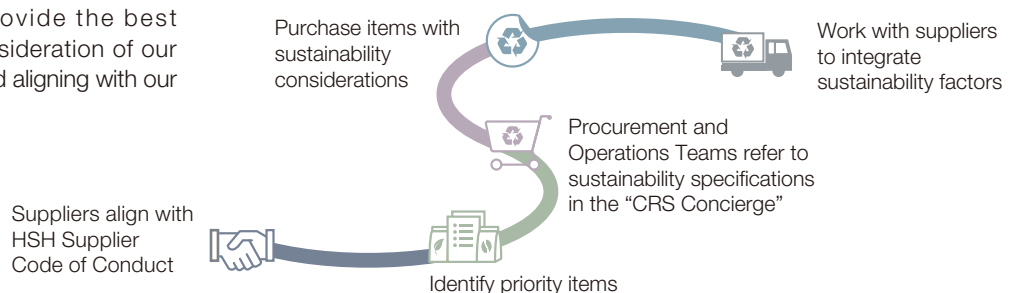 ovide the best
sideration of our
d aligning with our
Purchase items with
sustainability
considerations
Work with suppliers
to integrate
sustainability factors
Procurement and
Operations Teams refer to
sustainability specifications
in the “CRS Concierge”
Suppliers align with
HSH Supplier
Code of Conduct
Identify priority items